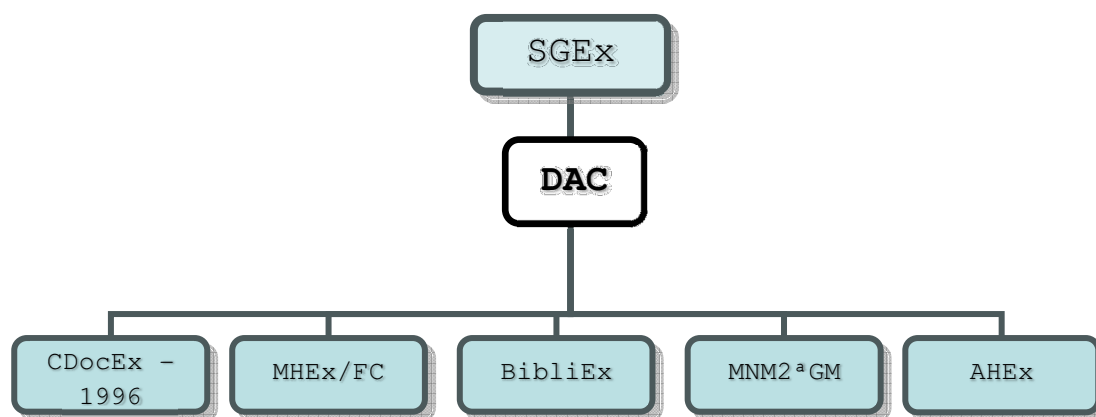 SGEx
DAC
CDocEx –
1996
MHEx/FC
BibliEx
MNM2ªGM
AHEx